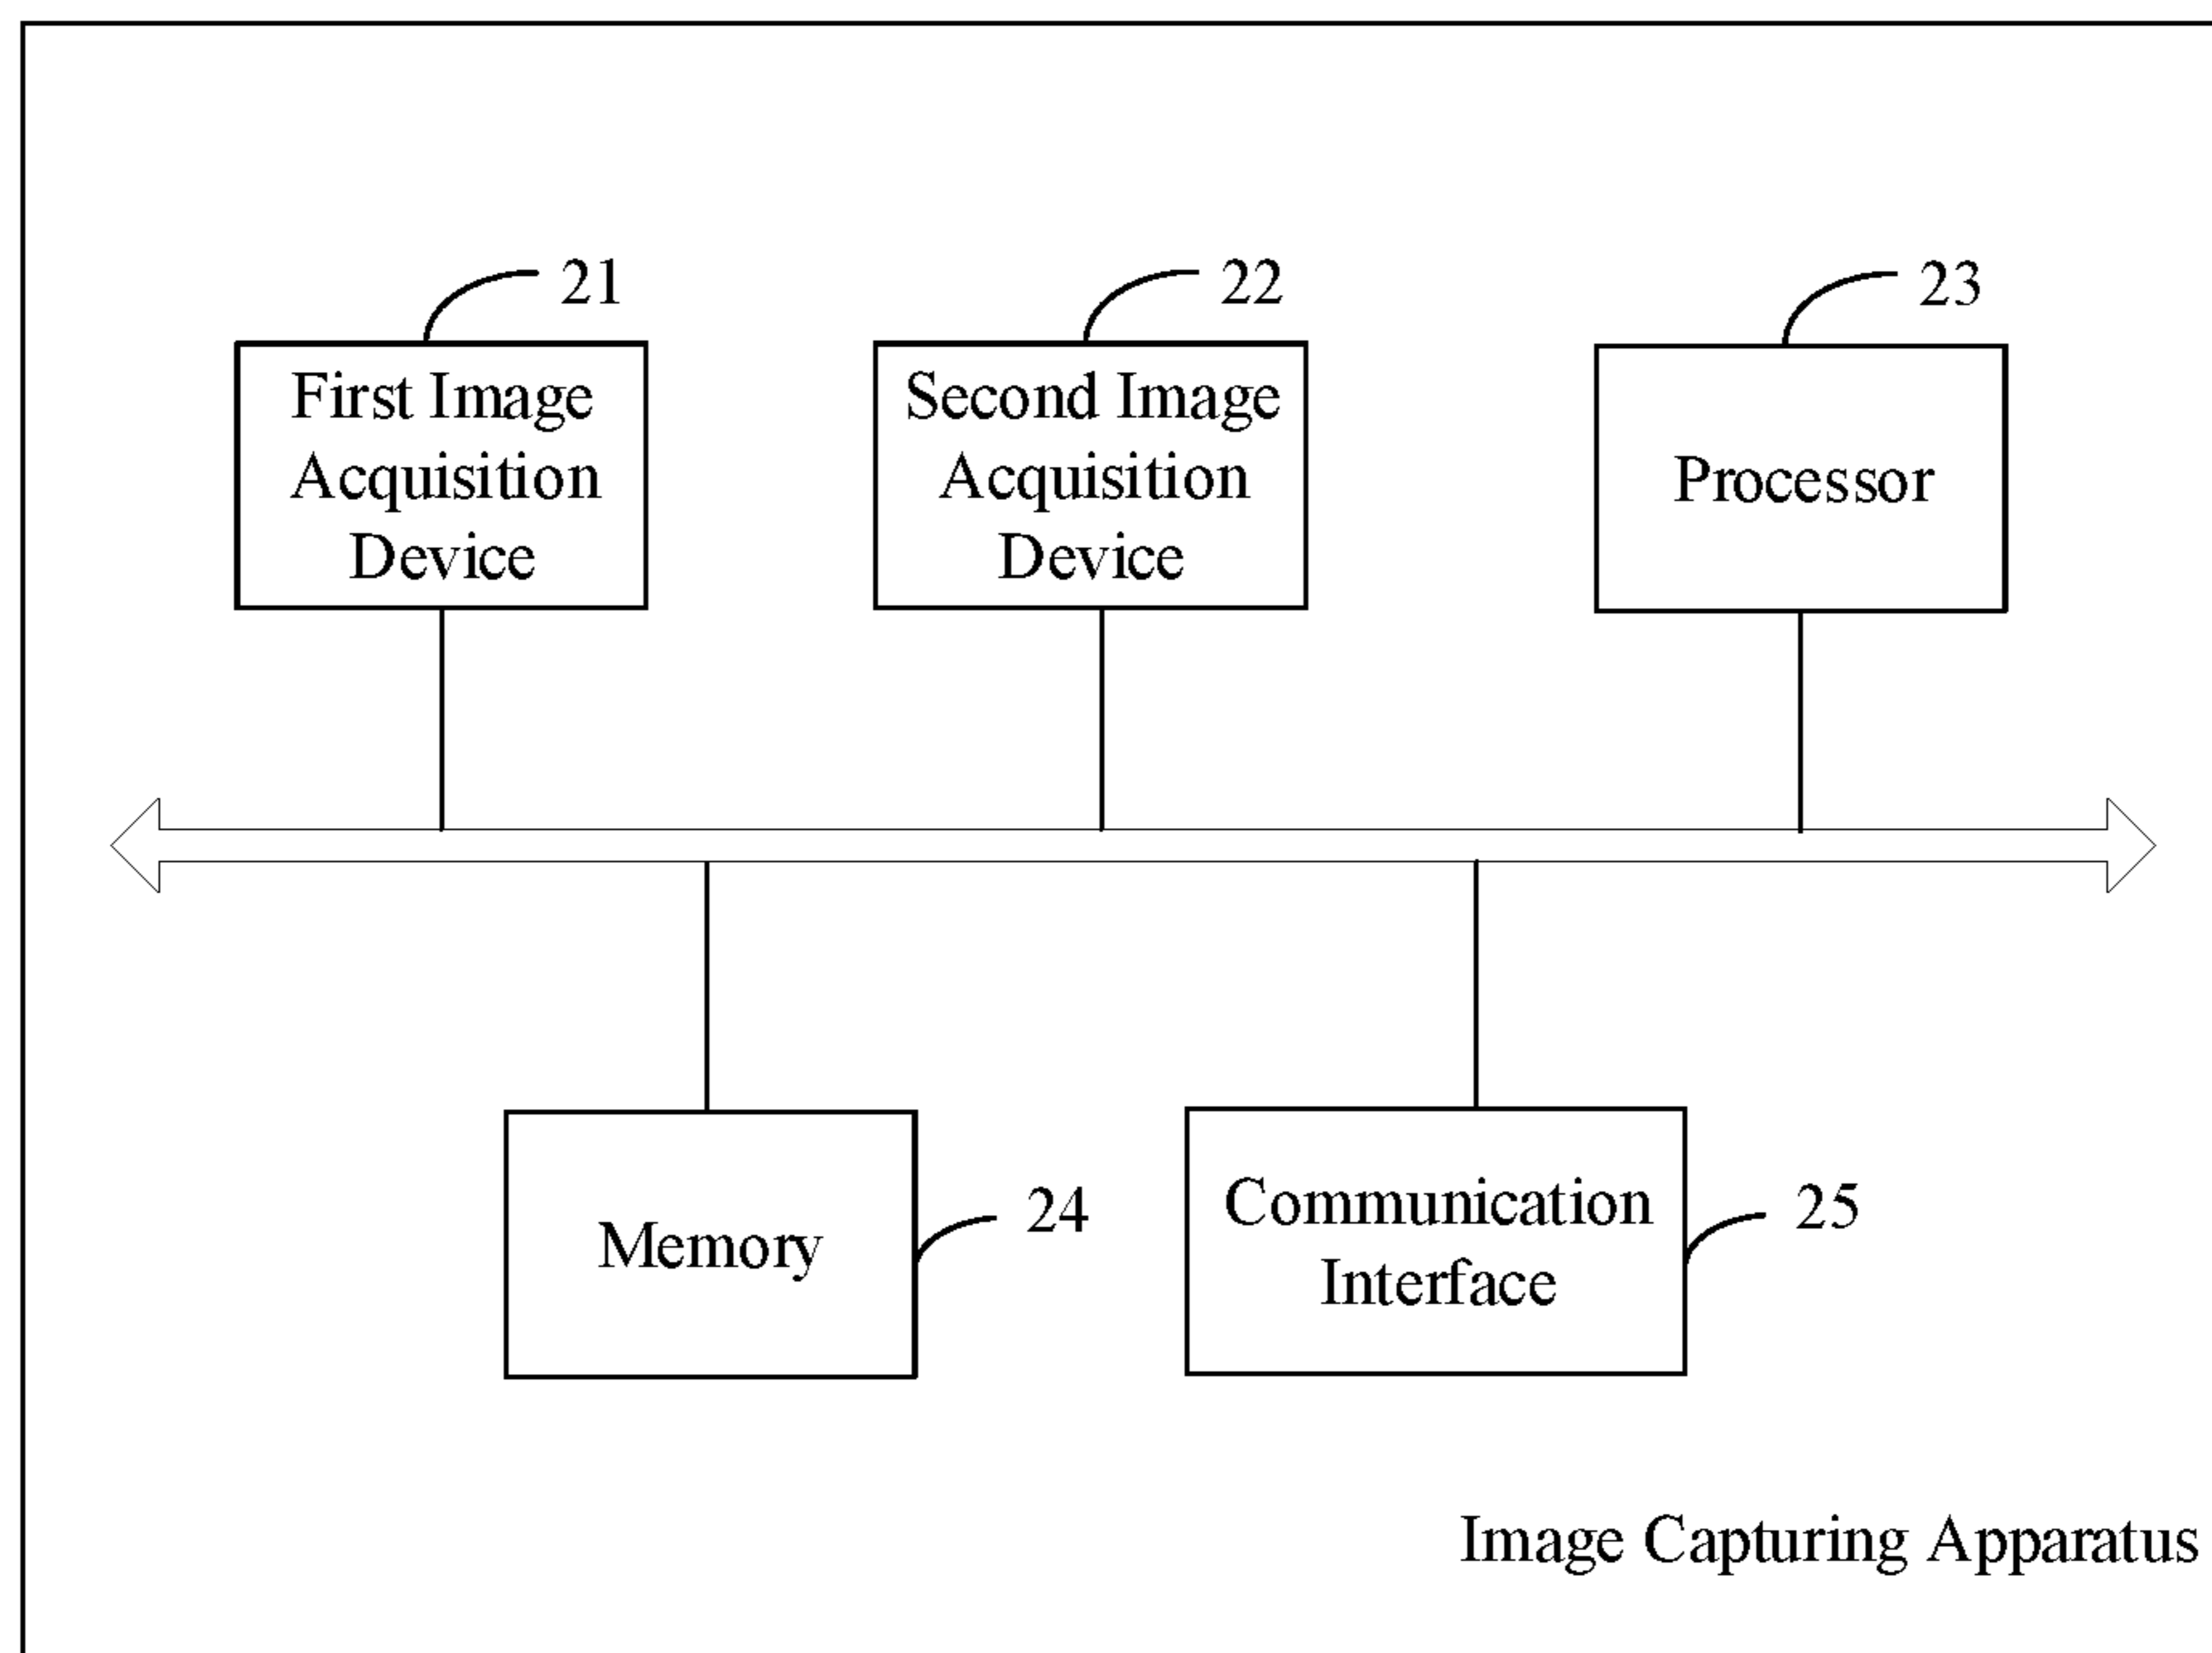 21
22
23
First Image
Acquisition
Device
Second Image
Acquisition
Device
Processor
Memory
24
Communication
Interface
25
Image Capturing Apparatus